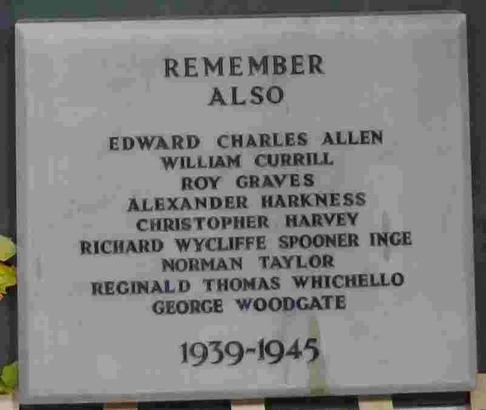 REMEMBER
ALSO
EDWARD CHARLES ALLEN
WILLIAM CURRILL
ROY GRAVES
ALEXANDER HARKNESS
CHRISTOPHER HARVEY
RICHARD WYCLIFFE SPOONER INGE
NORMAN TAYLOR
REGINALD THOMAS WHICHELLO
GEORGE WOODGATE
1939-1945